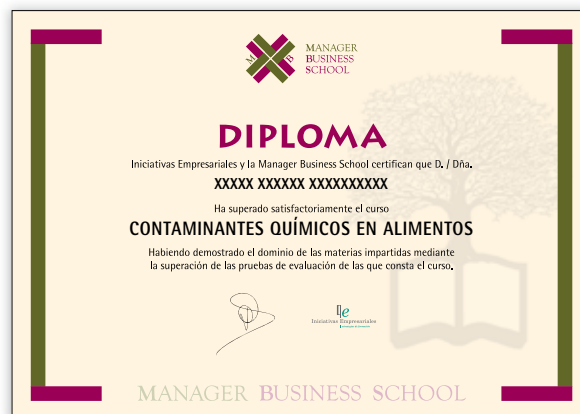 M B
MANAGER
BUSINESS
SCHOOL
DIPLOMA
Iniciativas Empresariales y la Manager Business School certifican que D. / Dña.
XXXXX XXXXXX XXXXXXXXXX
Ha superado satisfactoriamente el curso
CONTAMINANTES QUÍMICOS EN ALIMENTOS
Habiendo demostrado el dominio de las materias impartidas mediante
la superación de las pruebas de evaluación de las que consta el curso.
Ie
Iniciativas Empresariales
MANAGER BUSINESS SCHOOL